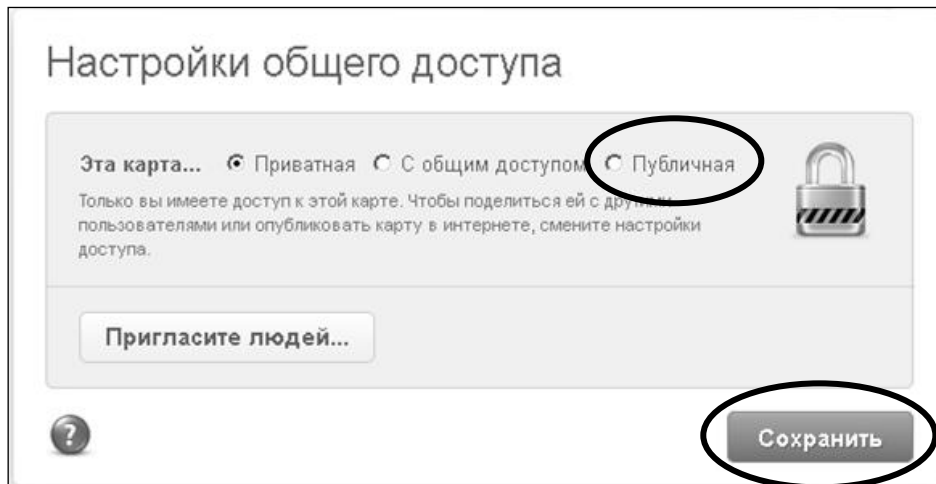 Настройки общего доступа
Эта карта... Приватная С общим доступом Публичная
Только вы имеете доступ к этой карте. Чтобы поделиться ей с другими
пользователями или опубликовать карту в интернете, смените настройки
доступа.
Пригласите людей...
? Сохранить